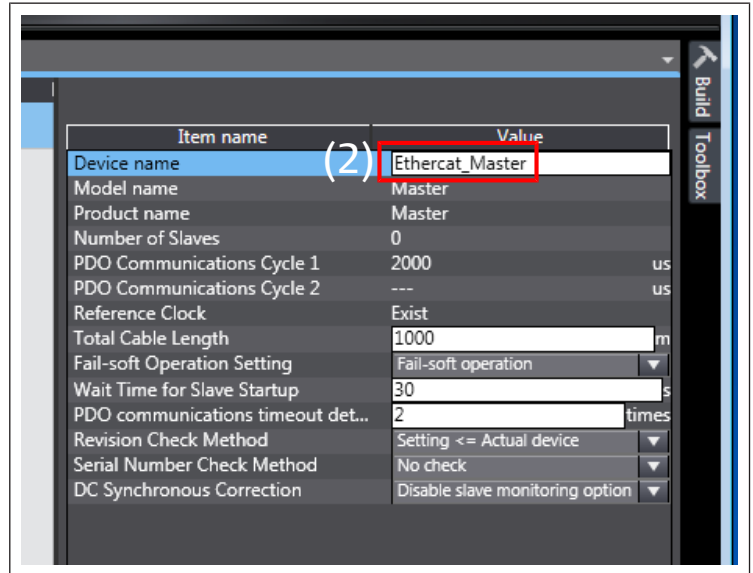 Build
Toolbox
Item name Value
(2)
Device name Ethercat_Master
Model name Master
Product name Master
Number of Slaves 0
PDO Communications Cycle 1 2000 us
PDO Communications Cycle 2 --- us
Reference Clock Exist
Total Cable Length 1000 m
Fail-soft Operation Setting Fail-soft operation
Wait Time for Slave Startup 30 s
PDO communications timeout det... 2 times
Revision Check Method Setting <= Actual device
Serial Number Check Method No check
DC Synchronous Correction Disable slave monitoring option